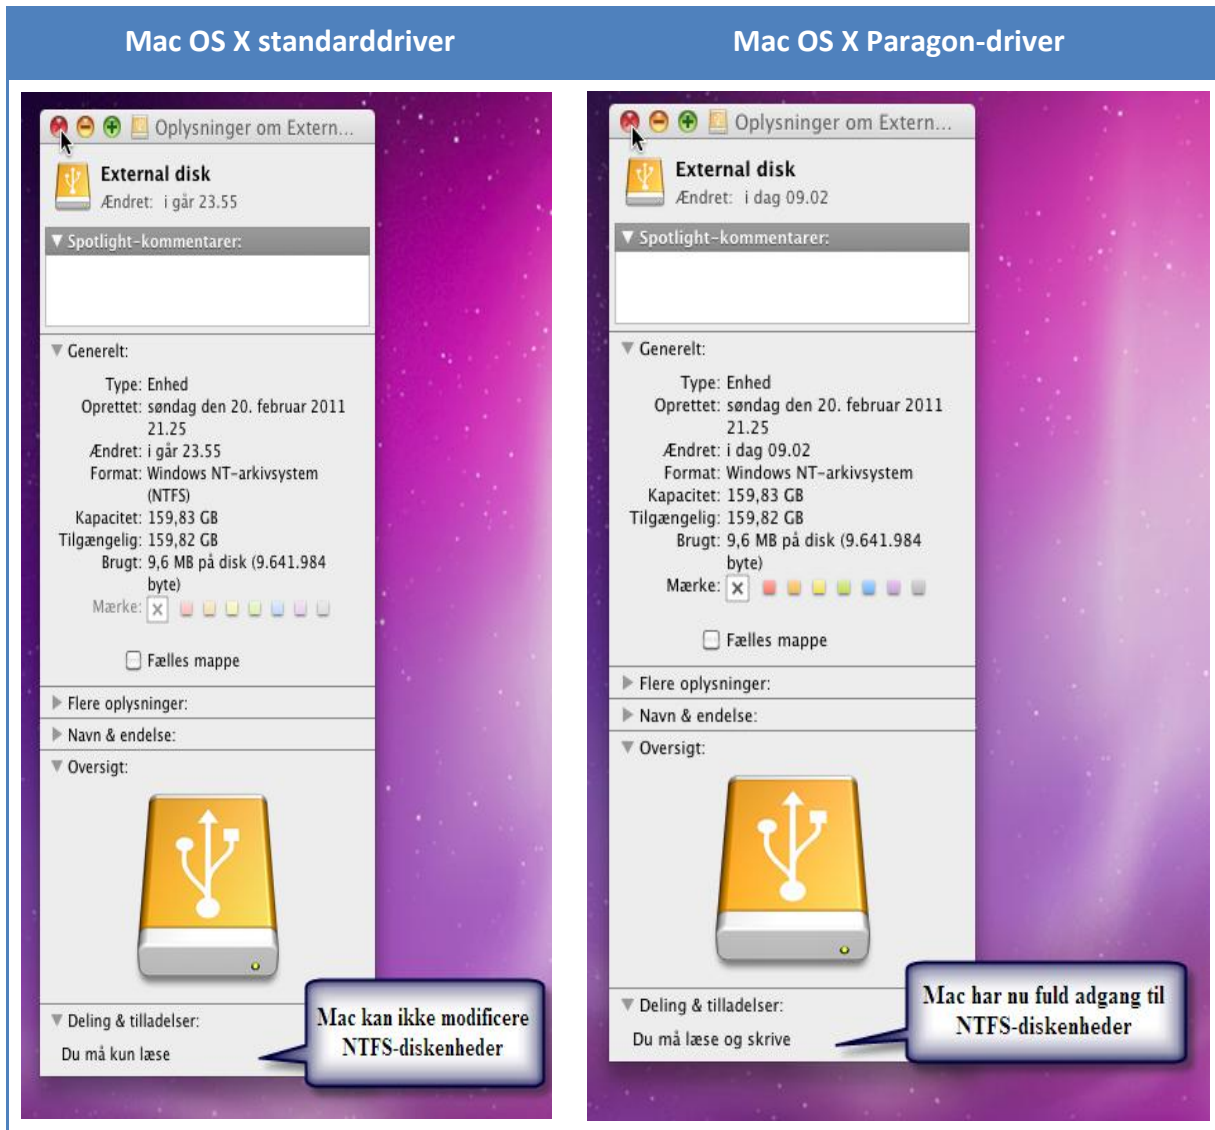 Mac OS X standarddriver
Mac OS X Paragon-driver
Oplysninger om Extern...
External disk
Ændret: i går 23.55
Spotlight-kommentarer:
Generelt:
Type: Enhed
Oprettet: søndag den 20. februar 2011
21.25
Ændret: i går 23.55
Format: Windows NT-arkivsystem
(NTFS)
Kapacitet: 159,83 GB
Tilgængelig: 159,82 GB
Brugt: 9,6 MB på disk (9.641.984
byte)
Mærke:
Fælles mappe
Flere oplysninger:
Navn & endelse:
Oversigt:
Deling & tilladelser:
Du må kun læse
Mac kan ikke modificere
NTFS-diskenheder
Oplysninger om Extern...
External disk
Ændret: i dag 09.02
Spotlight-kommentarer:
Generelt:
Type: Enhed
Oprettet: søndag den 20. februar 2011
21.25
Ændret: i dag 09.02
Format: Windows NT-arkivsystem
Kapacitet: 159,83 GB
Tilgængelig: 159,82 GB
Brugt: 9,6 MB på disk (9.641.984
byte)
Mærke:
Fælles mappe
Flere oplysninger:
Navn & endelse:
Oversigt:
Deling & tilladelser:
Du må læse og skrive
Mac har nu fuld adgang til
NTFS-diskenheder